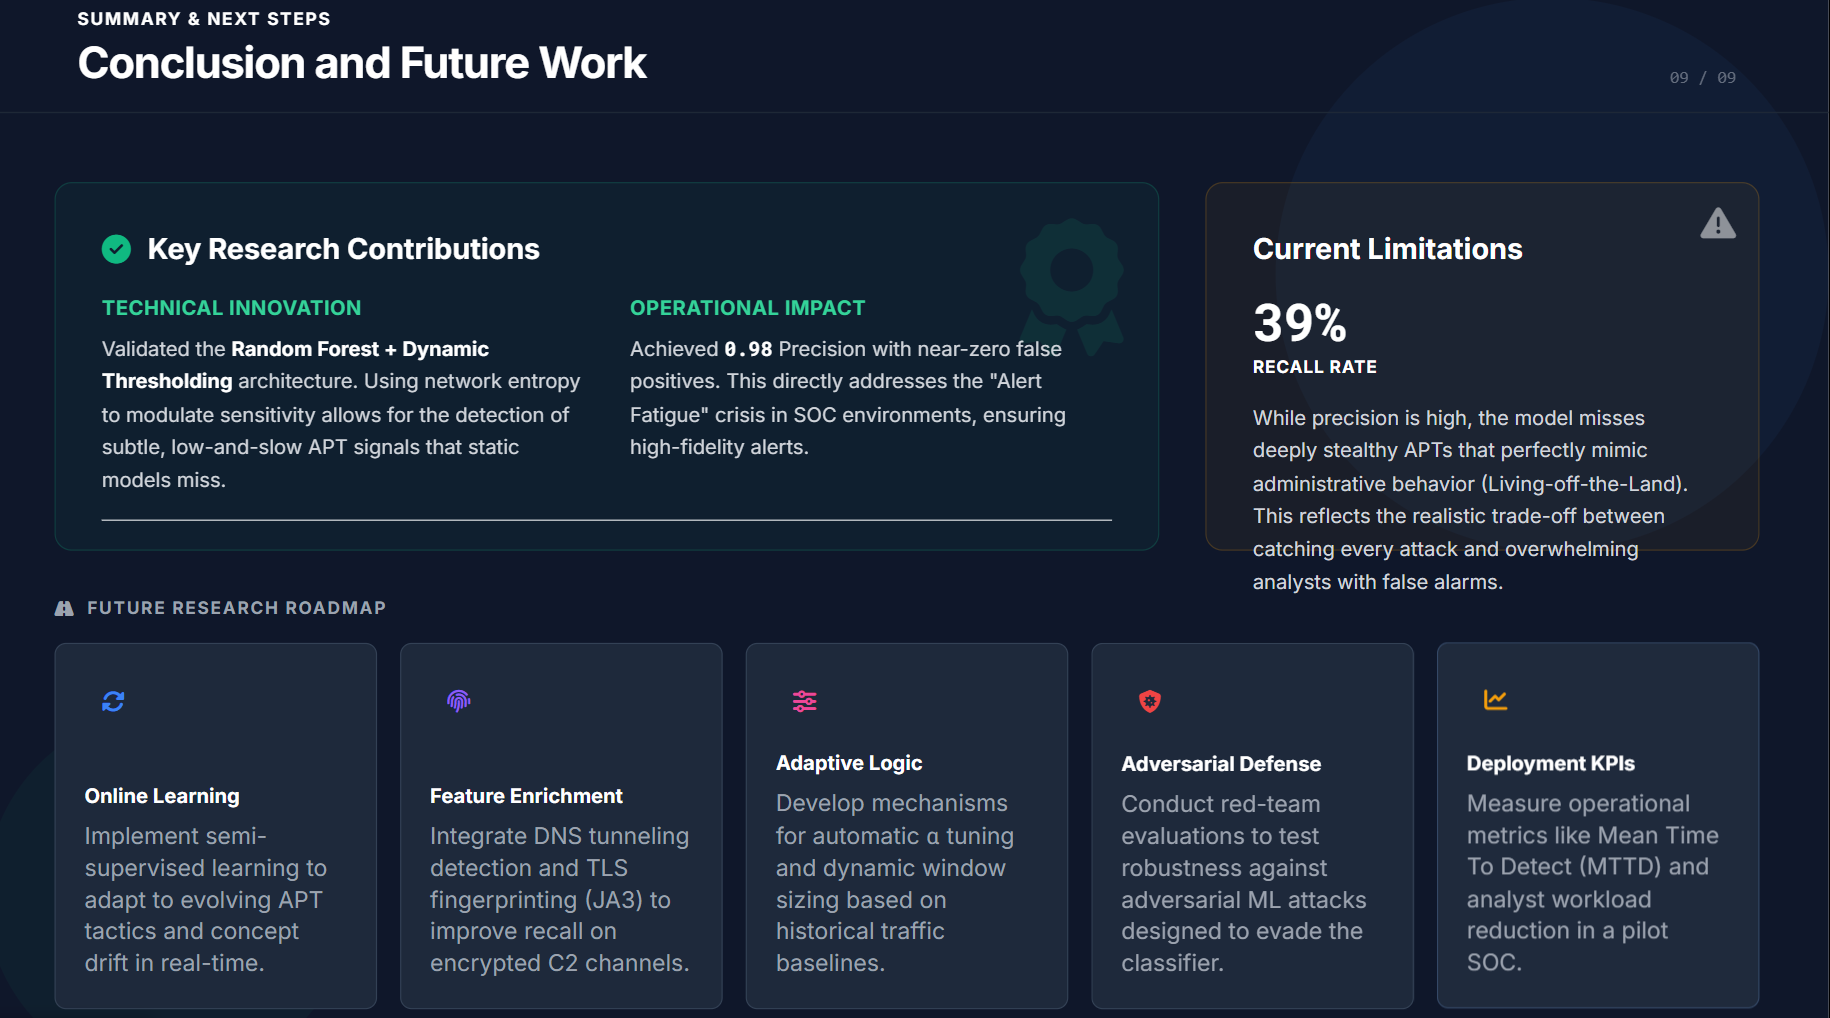 SUMMARY & NEXT STEPS
Conclusion and Future Work
09 / 09
Key Research Contributions
TECHNICAL INNOVATION
Validated the Random Forest + Dynamic
Thresholding architecture. Using network entropy
to modulate sensitivity allows for the detection of
subtle, low-and-slow APT signals that static
models miss.
OPERATIONAL IMPACT
Achieved 0.98 Precision with near-zero false
positives. This directly addresses the "Alert
Fatigue" crisis in SOC environments, ensuring
high-fidelity alerts.
Current Limitations
39%
RECALL RATE
While precision is high, the model misses
deeply stealthy APTs that perfectly mimic
administrative behavior (Living-off-the-Land).
This reflects the realistic trade-off between
catching every attack and overwhelming
analysts with false alarms.
FUTURE RESEARCH ROADMAP
Online Learning
Implement semi-
supervised learning to
adapt to evolving APT
tactics and concept
drift in real-time.
Feature Enrichment
Integrate DNS tunneling
detection and TLS
fingerprinting (JA3) to
improve recall on
encrypted C2 channels.
Adaptive Logic
Develop mechanisms
for automatic α tuning
and dynamic window
sizing based on
historical traffic
baselines.
Adversarial Defense
Conduct red-team
evaluations to test
robustness against
adversarial ML attacks
designed to evade the
classifier.
Deployment KPIs
Measure operational
metrics like Mean Time
To Detect (MTTD) and
analyst workload
reduction in a pilot
SOC.